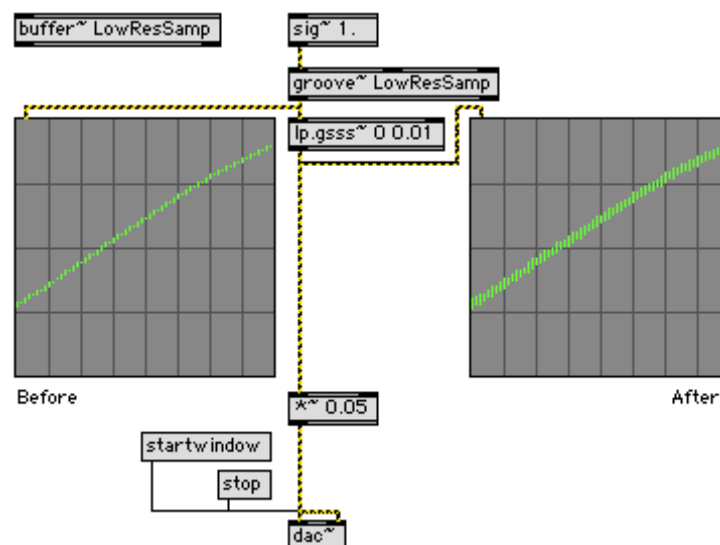 buffer~ LowResSamp
sig~ 1.
groove~ LowResSamp
lp.gsss~ 0 0.01
Before
After
*~ 0.05
startwindow
stop
dac~